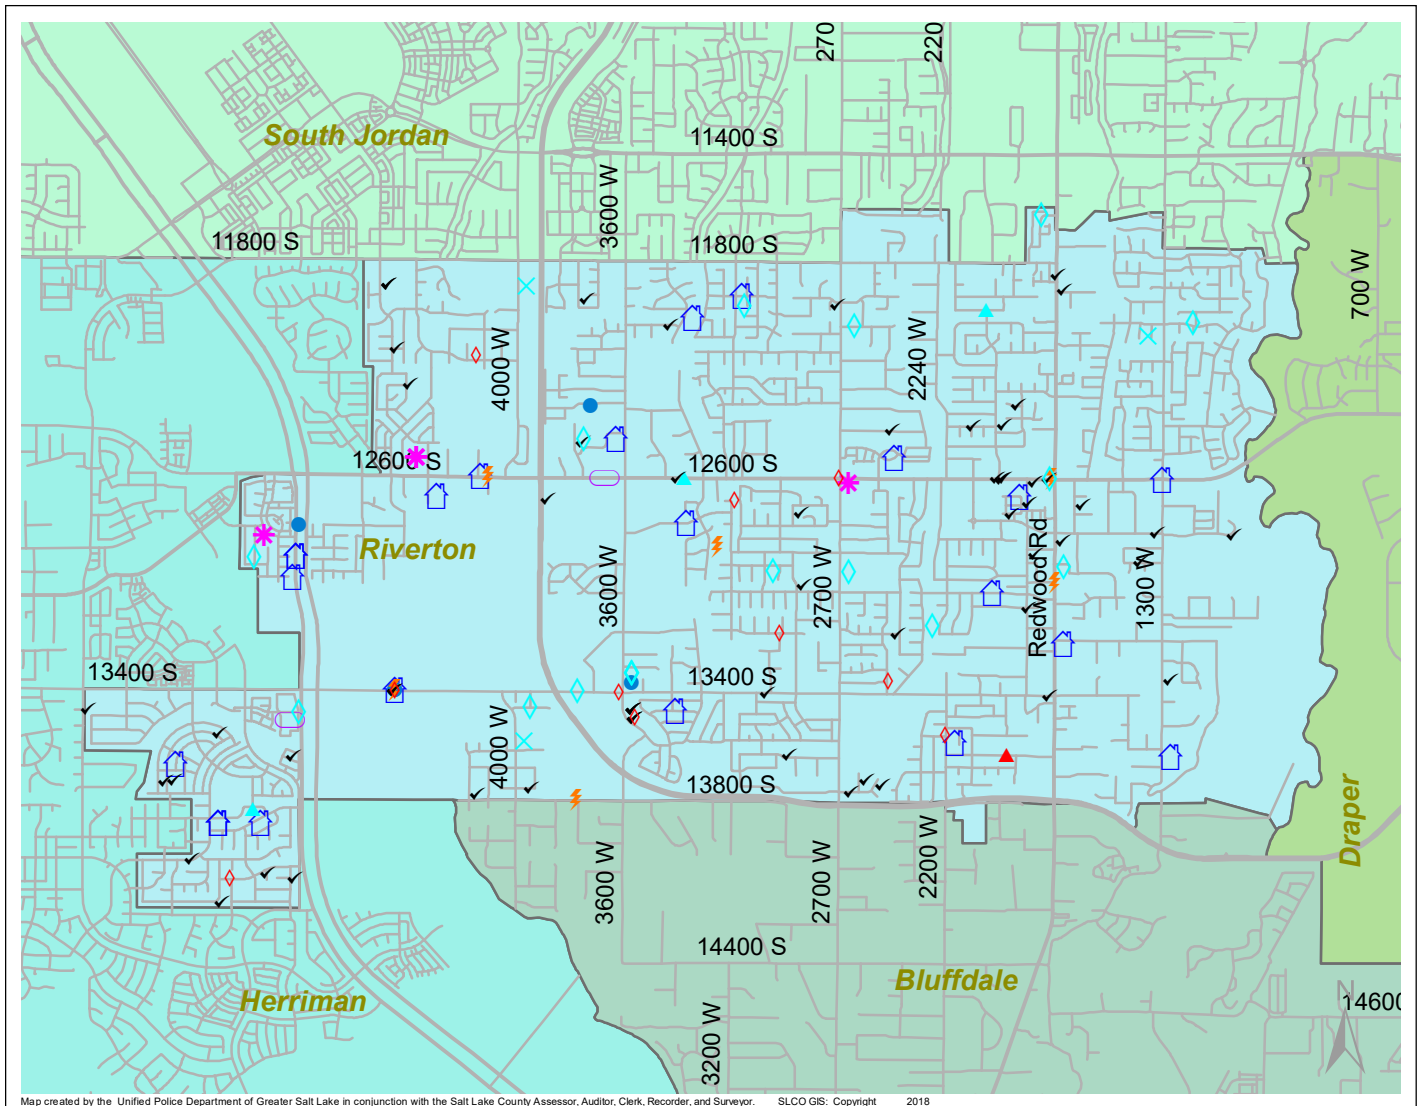 270
220
South Jordan
11400 S
3600 W
11800 S
11800 S
700 W
4000 W
2240 W
12600 S
12600 S
Riverton
3600 W
2700 W
Redwood Rd
1300 W
13400 S
13400 S
4000 W
13800 S
Draper
3600 W
2700 W
2200 W
14400 S
Bluffdale
Herriman
14600
3200 W
N
Map created by the Unified Police Department of Greater Salt Lake in conjunction with the Salt Lake County Assessor, Auditor, Clerk, Recorder, and Surveyor. SLCO GIS: Copyright 2018